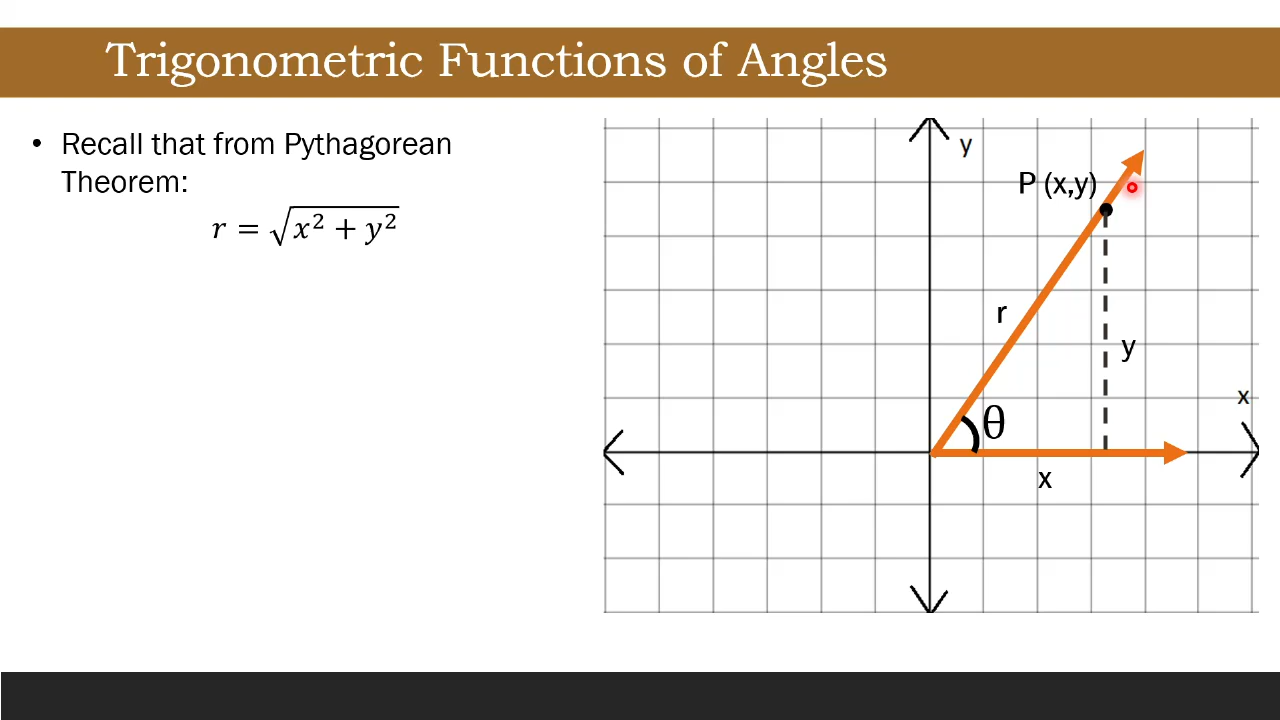 Trigonometric Functions of Angles
• Recall that from Pythagorean
Theorem:
r = √(x² + y²)
y
P (x,y)
r
y
x
θ
x